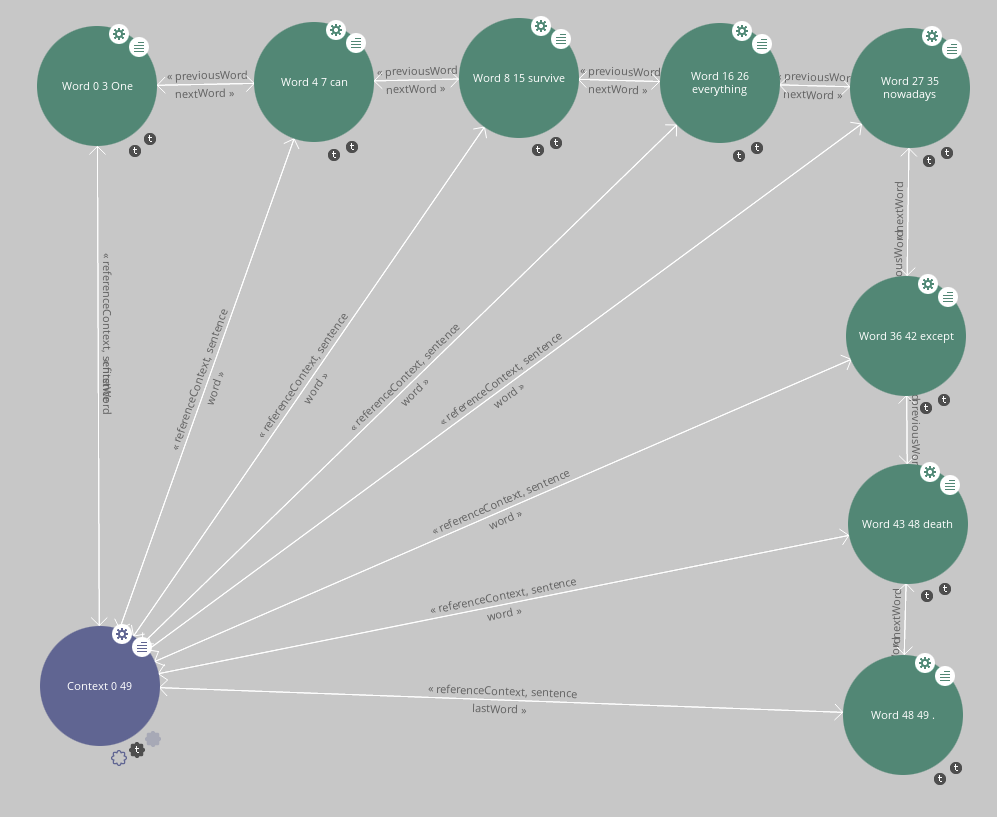 Word 0 3 One
« previousWord
nextWord »
Word 4 7 can
« previousWord
nextWord »
Word 8 15 survive
« previousWord
nextWord »
Word 16 26
everything
« previousWord
nextWord »
Word 27 35
nowadays
nextWord
Word 36 42 except
previousWord
Word 43 48 death
nextWord
Word 48 49 .
« referenceContext, sentence
« referenceContext, sentence
word »
« referenceContext, sentence
word »
« referenceContext, sentence
word »
« referenceContext, sentence
word »
« referenceContext, sentence
word »
« referenceContext, sentence
word »
« referenceContext, sentence
lastWord »
Context 0 49